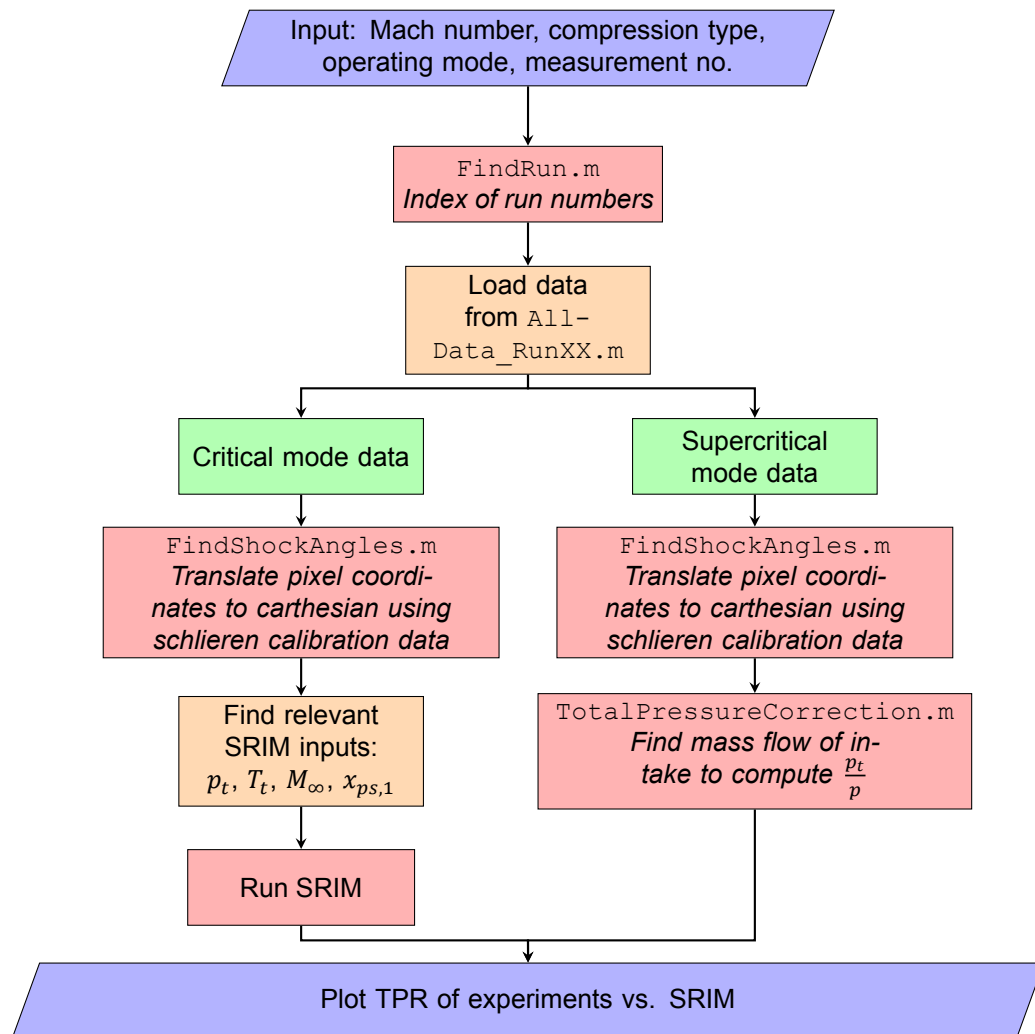 Input: Mach number, compression type,
operating mode, measurement no.
FindRun.m
Index of run numbers
Load data
from All-
Data_RunXX.m
Critical mode data
Supercritical
mode data
FindShockAngles.m
Translate pixel coordi-
nates to carthesian using
schlieren calibration data
FindShockAngles.m
Translate pixel coordi-
nates to carthesian using
schlieren calibration data
Find relevant
SRIM inputs:
p_t, T_t, M_∞, x_{ps,1}
TotalPressureCorrection.m
Find mass flow of in-
take to compute p_t/p
Run SRIM
Plot TPR of experiments vs. SRIM